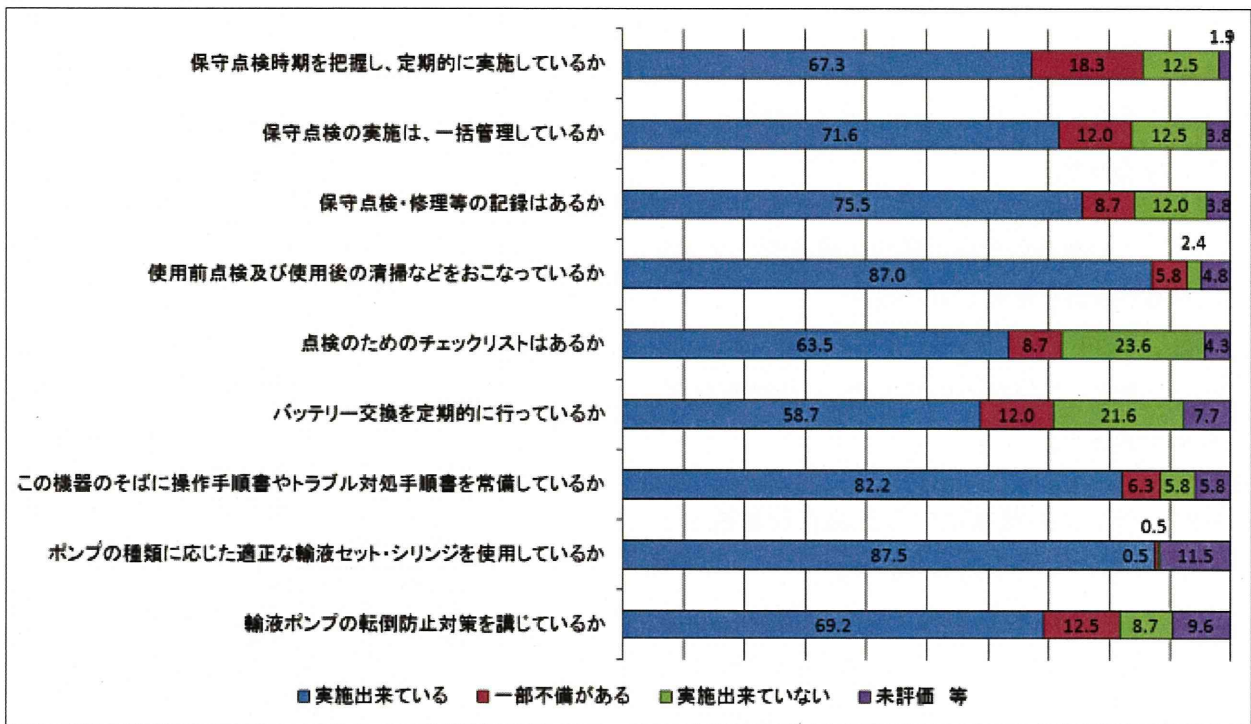 1.9
保守点検時期を把握し、定期的に実施しているか 67.3 18.3 12.5
保守点検の実施は、一括管理しているか 71.6 12.0 12.5 3.8
保守点検・修理等の記録はあるか 75.5 8.7 12.0 3.8
2.4
使用前点検及び使用後の清掃などをおこなっているか 87.0 5.8 4.8
点検のためのチェックリストはあるか 63.5 8.7 23.6 4.3
バッテリー交換を定期的に行っているか 58.7 12.0 21.6 7.7
この機器のそばに操作手順書やトラブル対処手順書を常備しているか 82.2 6.3 5.8 5.8
0.5
ポンプの種類に応じた適正な輸液セット・シリンジを使用しているか 87.5 0.5 11.5
輸液ポンプの転倒防止対策を講じているか 69.2 12.5 8.7 9.6
実施出来ている 一部不備がある 実施出来ていない 未評価 等